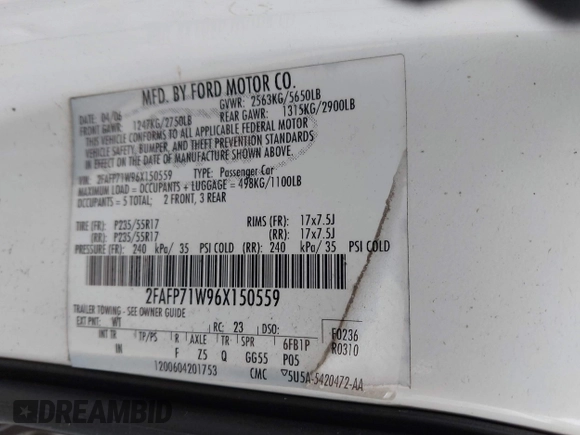 MFD. BY FORD MOTOR CO.
DATE: 04/06 GVWR: 2563KG/5650LB
FRONT GAWR: 1247KG/2750LB REAR GAWR: 1315KG/2900LB
THIS VEHICLE CONFORMS TO ALL APPLICABLE FEDERAL MOTOR
VEHICLE SAFETY, BUMPER, AND THEFT PREVENTION STANDARDS
IN EFFECT ON THE DATE OF MANUFACTURE SHOWN ABOVE.
VIN: 2FAFP71W96X150559 TYPE: Passenger Car
MAXIMUM LOAD = OCCUPANTS + LUGGAGE = 498KG/1100LB
OCCUPANTS = 5 TOTAL; 2 FRONT, 3 REAR
TIRE (FR): P235/55R17 RIMS (FR): 17x7.5J
(RR): P235/55R17 (RR): 17x7.5J
PRESSURE (FR): 240 kPa/ 35 PSI COLD (RR): 240 kPa/ 35 PSI COLD
2FAFP71W96X150559
TRAILER TOWING - SEE OWNER GUIDE
EXT PNT: WT RC: 23 DSO: F0236
INT TR TP/PS R AXLE TR SPR 6FB1P R0310
IN F Z5 Q GG55 P05
1200604201753 CMC ▽5U5A-5420472-AA
DREAMBID